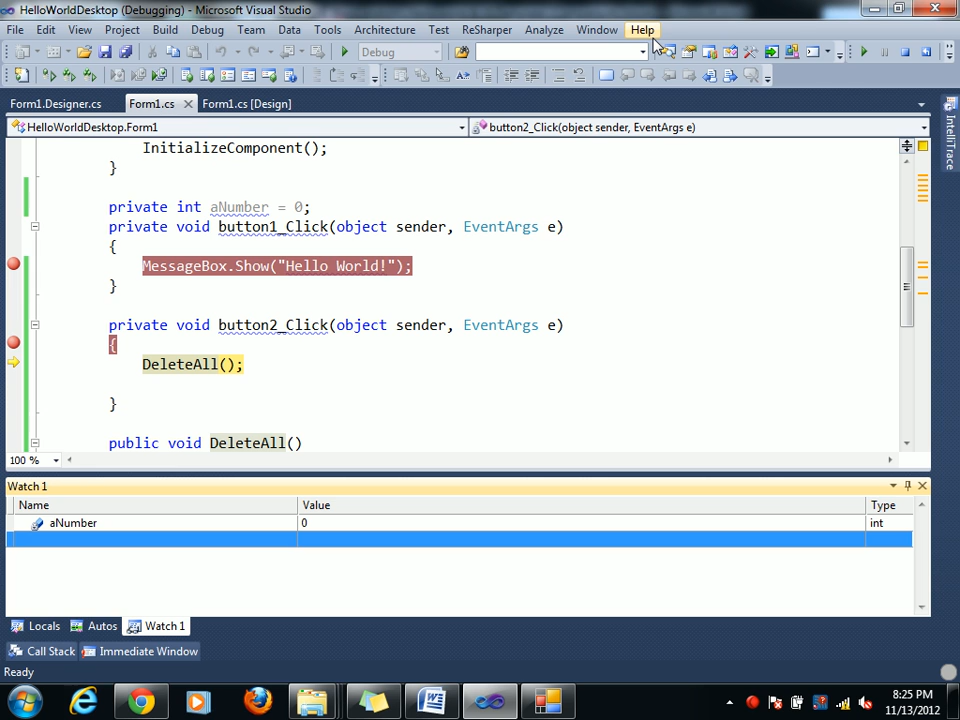 HelloWorldDesktop (Debugging) - Microsoft Visual Studio
File Edit View Project Build Debug Team Data Tools Architecture Test ReSharper Analyze Window Help
Debug
Form1.Designer.cs Form1.cs Form1.cs [Design]
HelloWorldDesktop.Form1 button2_Click(object sender, EventArgs e)
IntelliTrace
InitializeComponent();
}
private int aNumber = 0;
private void button1_Click(object sender, EventArgs e)
{
MessageBox.Show("Hello World!");
}
private void button2_Click(object sender, EventArgs e)
{
DeleteAll();
}
public void DeleteAll()
100 %
Watch 1
Name Value Type
aNumber 0 int
Locals Autos Watch 1
Call Stack Immediate Window
Ready
8:25 PM
11/13/2012